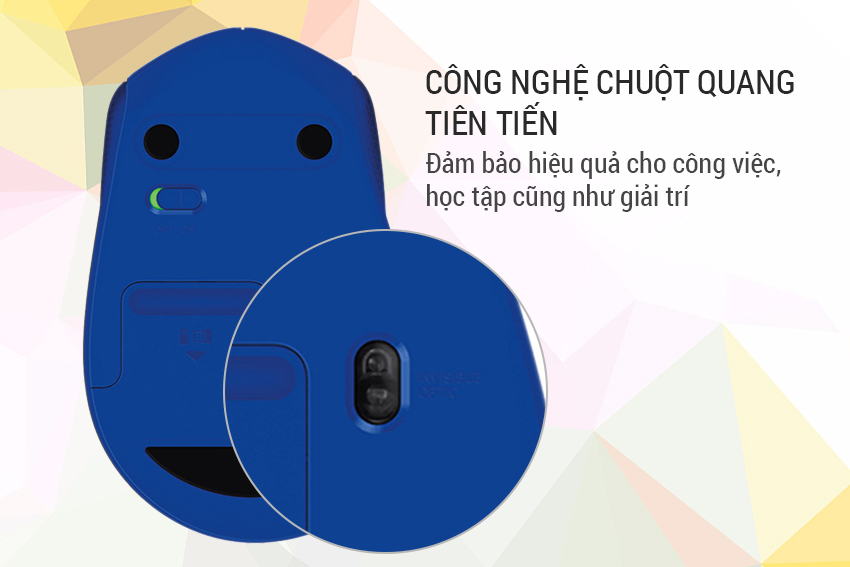 CÔNG NGHỆ CHUỘT QUANG
TIÊN TIẾN
Đảm bảo hiệu quả cho công việc,
học tập cũng như giải trí